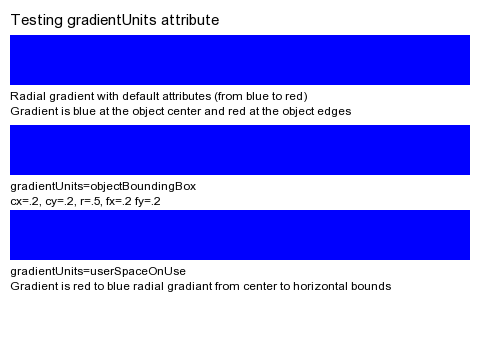 Testing gradientUnits attribute
Radial gradient with default attributes (from blue to red)
Gradient is blue at the object center and red at the object edges
gradientUnits=objectBoundingBox
cx=.2, cy=.2, r=.5, fx=.2 fy=.2
gradientUnits=userSpaceOnUse
Gradient is red to blue radial gradiant from center to horizontal bounds